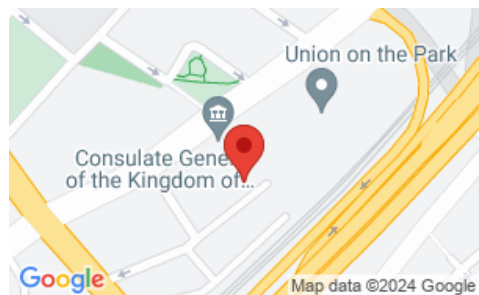 Union on the Park
Consulate Gene
of the Kingdom of...
Google
Map data ©2024 Google